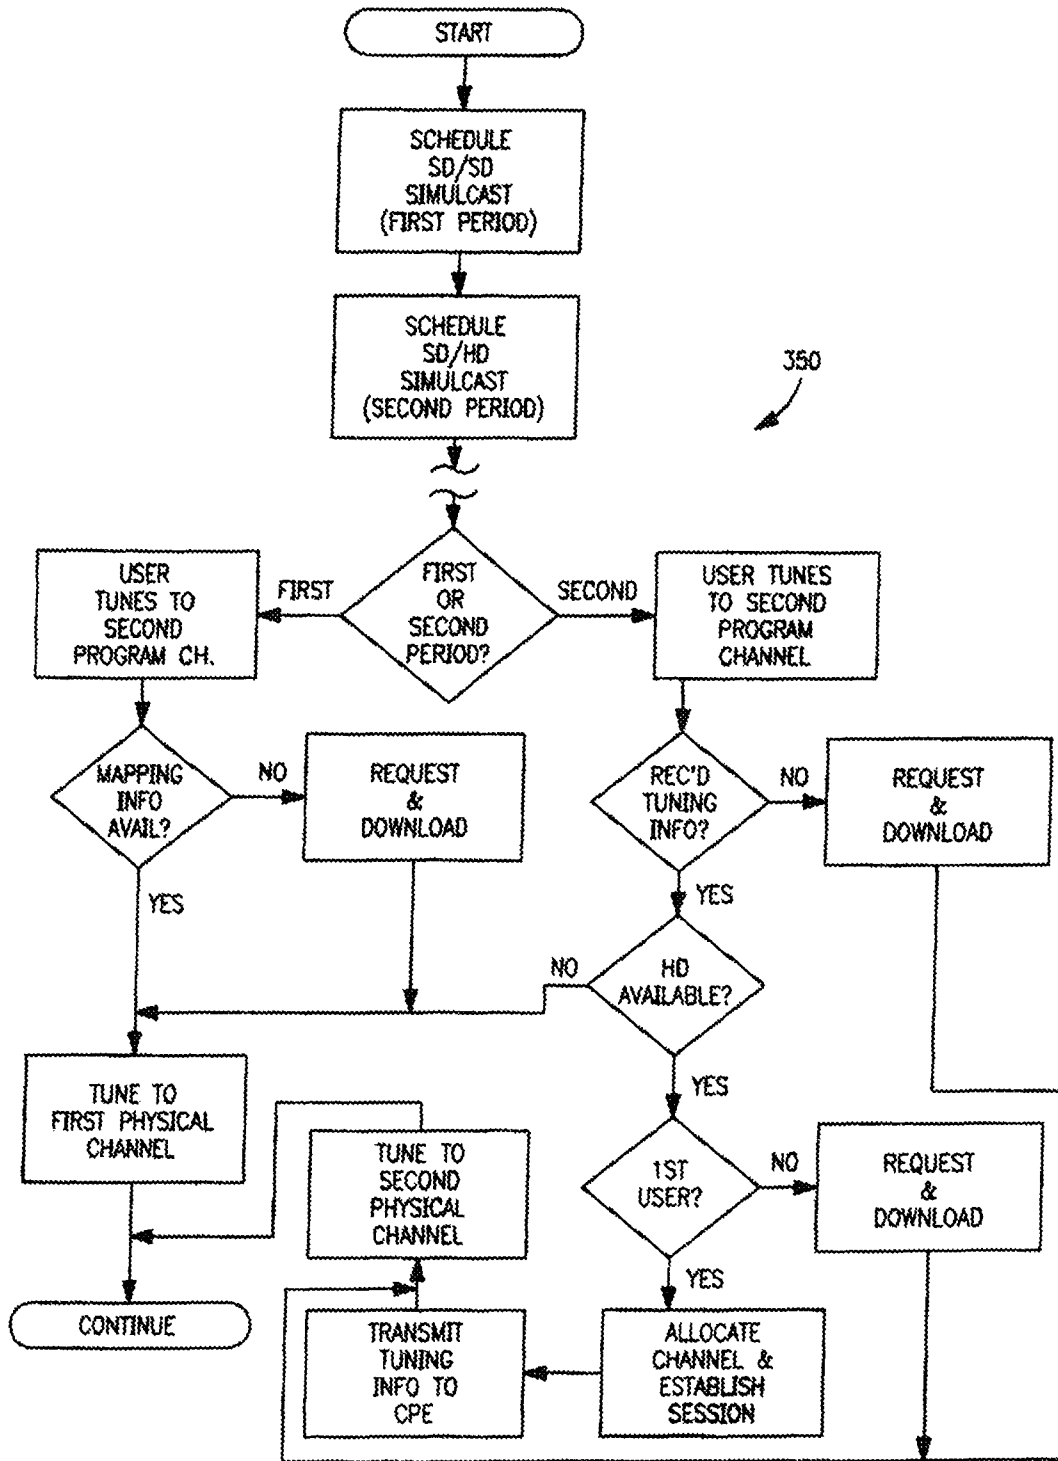 START
SCHEDULE
SD/SD
SIMULCAST
(FIRST PERIOD)
SCHEDULE
SD/HD
SIMULCAST
(SECOND PERIOD)
350
USER
TUNES TO
SECOND
PROGRAM CH.
FIRST
FIRST
OR
SECOND
PERIOD?
SECOND
USER TUNES
TO SECOND
PROGRAM
CHANNEL
MAPPING
INFO
AVAIL?
NO
REQUEST
&
DOWNLOAD
REC'D
TUNING
INFO?
NO
REQUEST
&
DOWNLOAD
YES
YES
NO
HD
AVAILABLE?
YES
TUNE TO
FIRST PHYSICAL
CHANNEL
TUNE TO
SECOND
PHYSICAL
CHANNEL
1ST
USER?
NO
REQUEST
&
DOWNLOAD
YES
CONTINUE
TRANSMIT
TUNING
INFO TO
CPE
ALLOCATE
CHANNEL &
ESTABLISH
SESSION